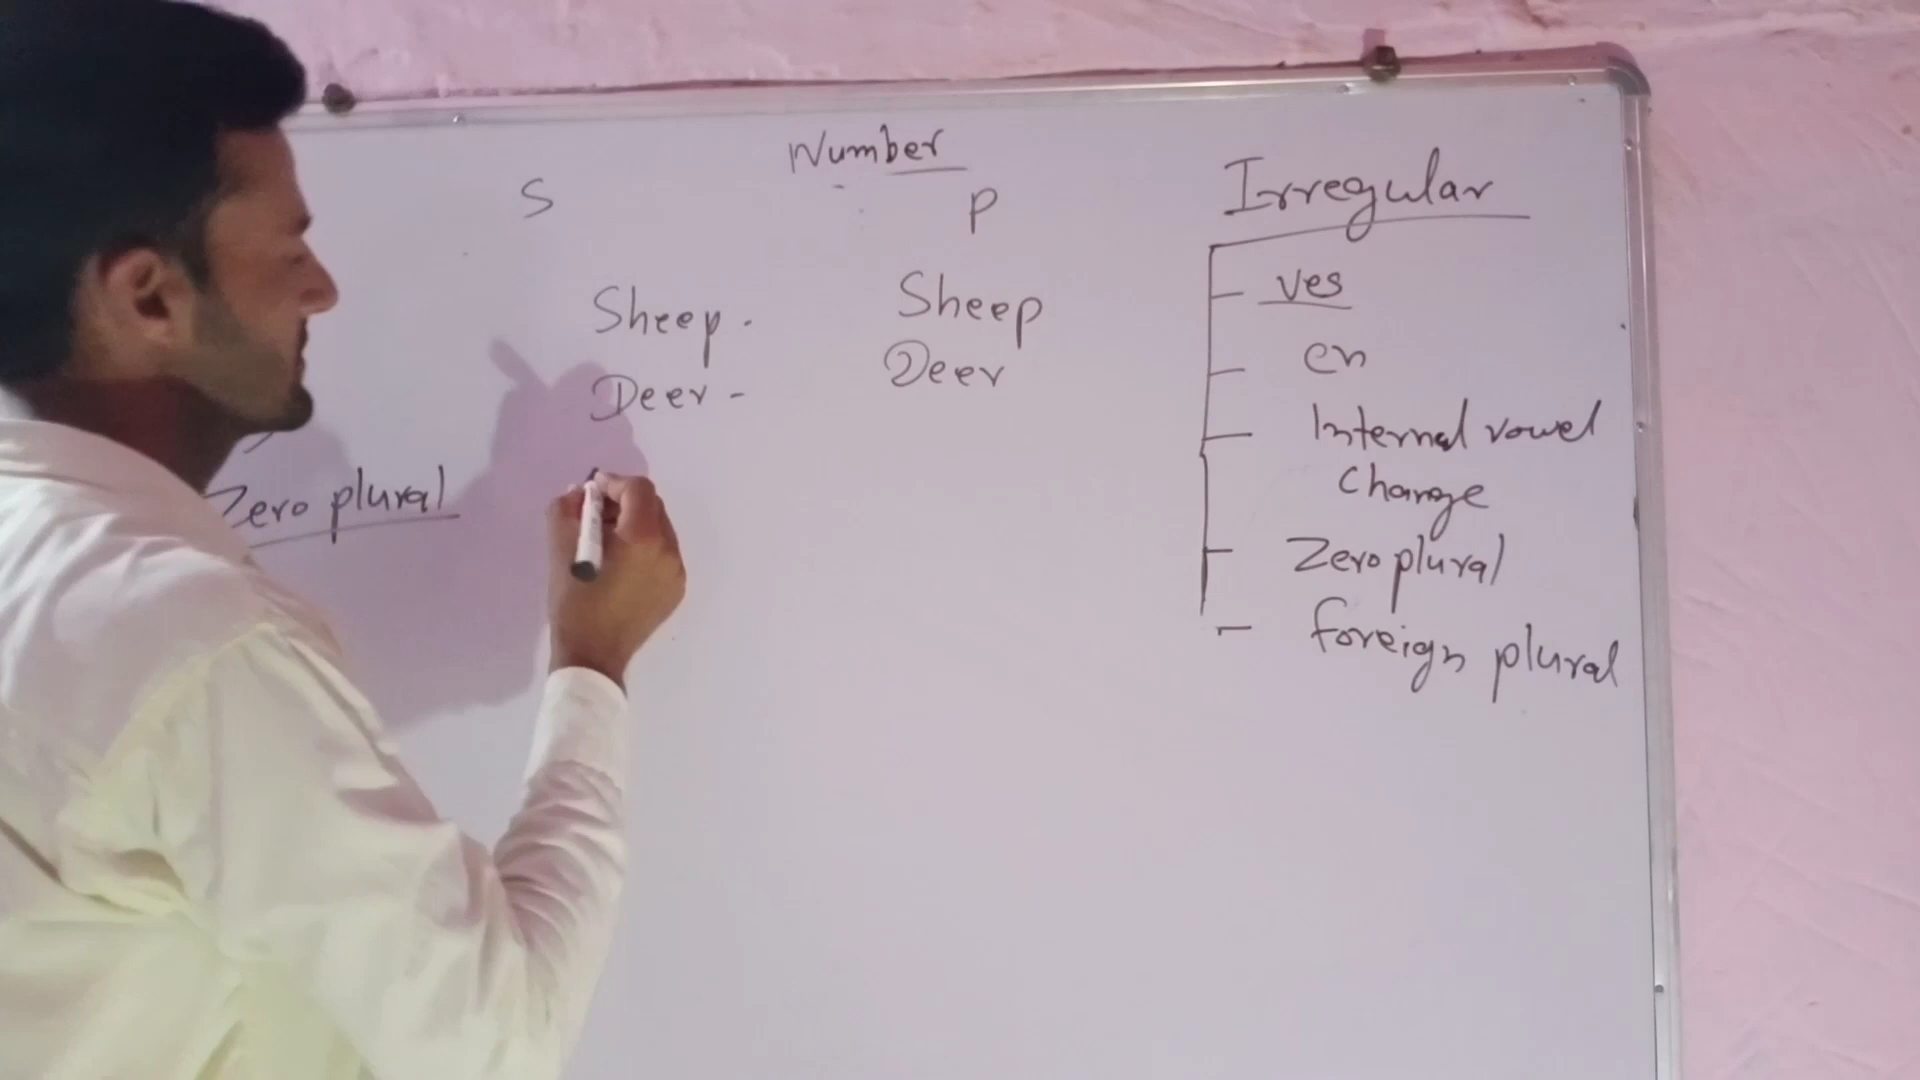 Number
S P
Sheep. Sheep
Deer - Deer
Zero plural
Irregular
ves
en
Internal vowel
change
Zero plural
foreign plural